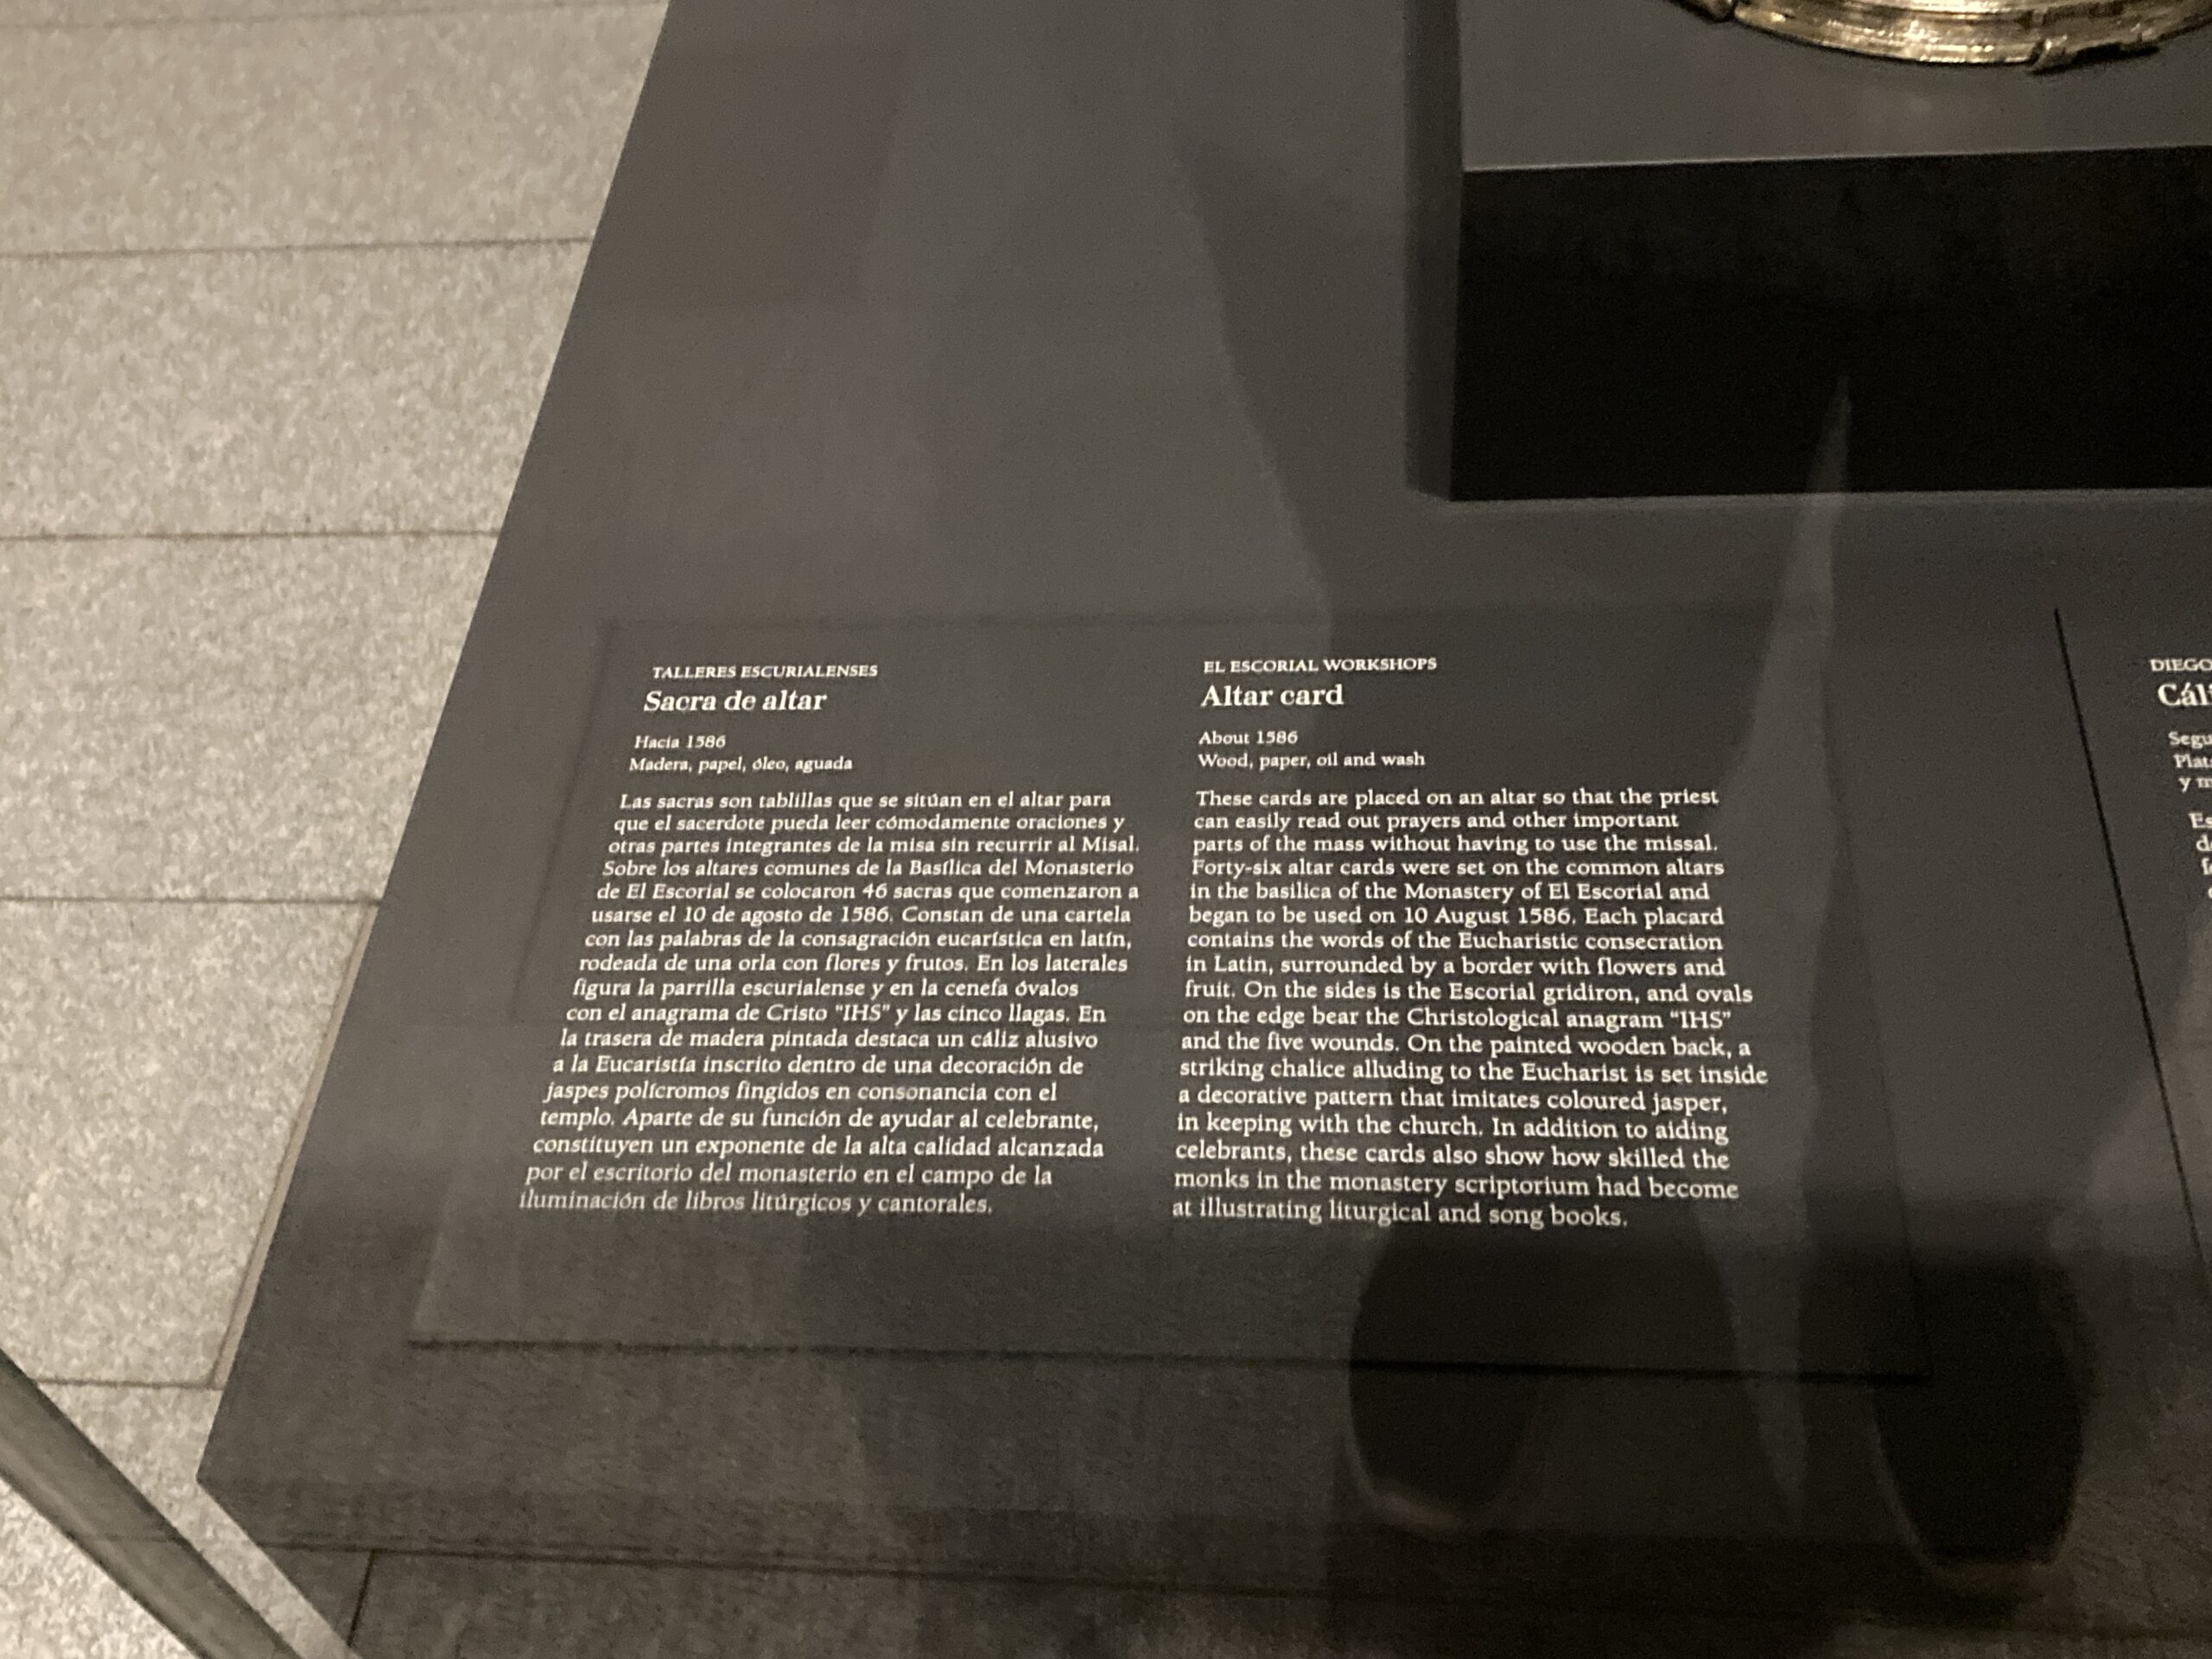 TALLERES ESCURIALENSES
Sacra de altar
Hacia 1586
Madera, papel, óleo, aguada
Las sacras son tablillas que se sitúan en el altar para
que el sacerdote pueda leer cómodamente oraciones y
otras partes integrantes de la misa sin recurrir al Misal.
Sobre los altares comunes de la Basílica del Monasterio
de El Escorial se colocaron 46 sacras que comenzaron a
usarse el 10 de agosto de 1586. Constan de una cartela
con las palabras de la consagración eucarística en latín,
rodeada de una orla con flores y frutos. En los laterales
figura la parrilla escurialense y en la cenefa óvalos
con el anagrama de Cristo "IHS" y las cinco llagas. En
la trasera de madera pintada destaca un cáliz alusivo
a la Eucaristía inscrito dentro de una decoración de
jaspes polícromos fingidos en consonancia con el
templo. Aparte de su función de ayudar al celebrante,
constituyen un exponente de la alta calidad alcanzada
por el escritorio del monasterio en el campo de la
iluminación de libros litúrgicos y cantorales.
EL ESCORIAL WORKSHOPS
Altar card
About 1586
Wood, paper, oil and wash
These cards are placed on an altar so that the priest
can easily read out prayers and other important
parts of the mass without having to use the missal.
Forty-six altar cards were set on the common altars
in the basilica of the Monastery of El Escorial and
began to be used on 10 August 1586. Each placard
contains the words of the Eucharistic consecration
in Latin, surrounded by a border with flowers and
fruit. On the sides is the Escorial gridiron, and ovals
on the edge bear the Christological anagram “IHS”
and the five wounds. On the painted wooden back, a
striking chalice alluding to the Eucharist is set inside
a decorative pattern that imitates coloured jasper,
in keeping with the church. In addition to aiding
celebrants, these cards also show how skilled the
monks in the monastery scriptorium had become
at illustrating liturgical and song books.
DIEGO
y